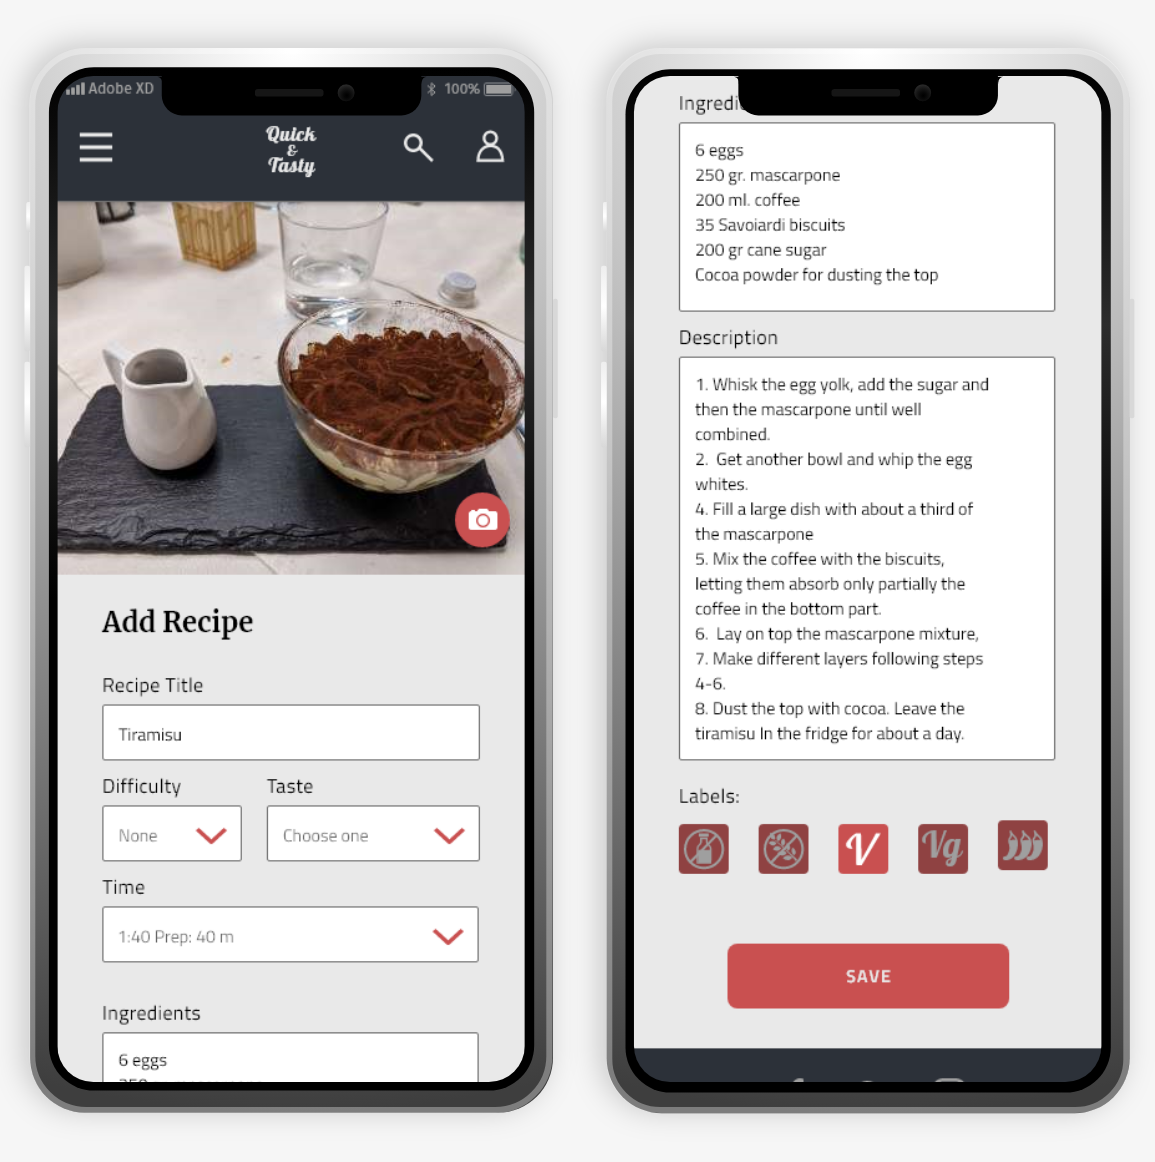 Adobe XD
100%
Quick
&
Tasty
Add Recipe
Recipe Title
Tiramisu
Difficulty
Taste
None
Choose one
Time
1:40 Prep: 40 m
Ingredients
6 eggs
6 eggs
250 gr. mascarpone
200 ml. coffee
35 Savoiardi biscuits
200 gr cane sugar
Cocoa powder for dusting the top
Description
1. Whisk the egg yolk, add the sugar and
then the mascarpone until well
combined.
2. Get another bowl and whip the egg
whites.
4. Fill a large dish with about a third of
the mascarpone
5. Mix the coffee with the biscuits,
letting them absorb only partially the
coffee in the bottom part.
6. Lay on top the mascarpone mixture,
7. Make different layers following steps
4-6.
8. Dust the top with cocoa. Leave the
tiramisu In the fridge for about a day.
Labels:
V
Vg
SAVE